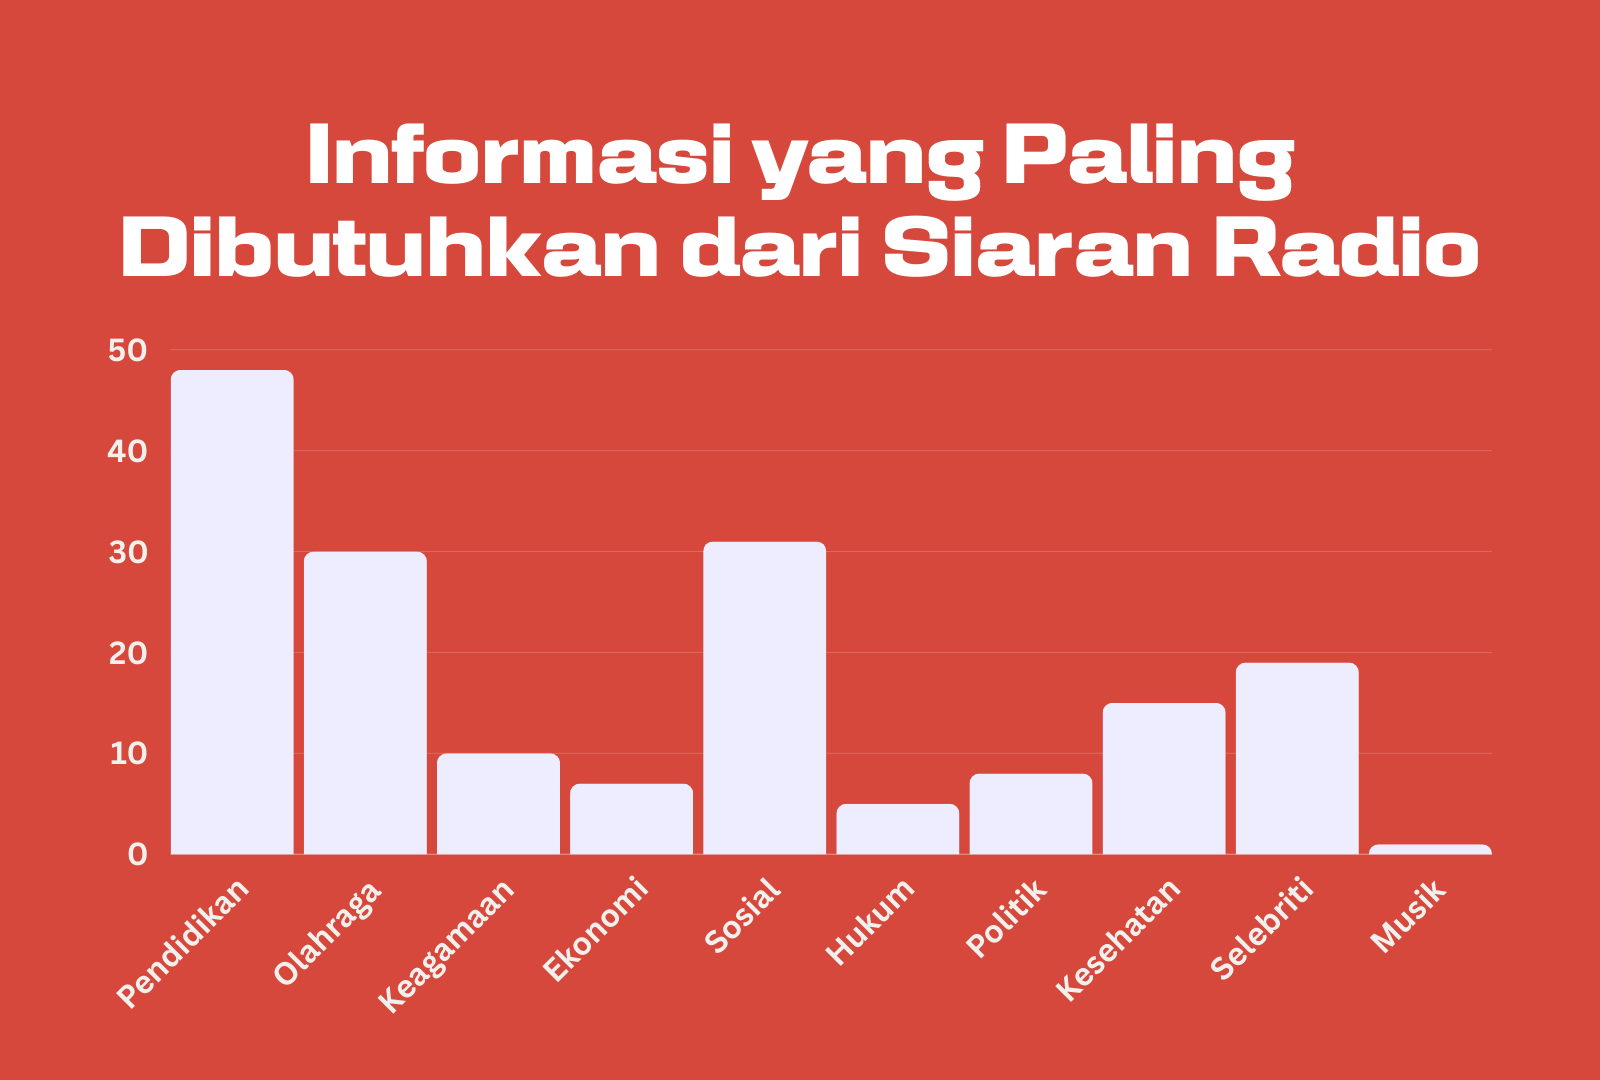 Informasi yang Paling
Dibutuhkan dari Siaran Radio
50
40
30
20
10
0
Pendidikan
Olahraga
Keagamaan
Ekonomi
Sosial
Hukum
Politik
Kesehatan
Selebriti
Musik